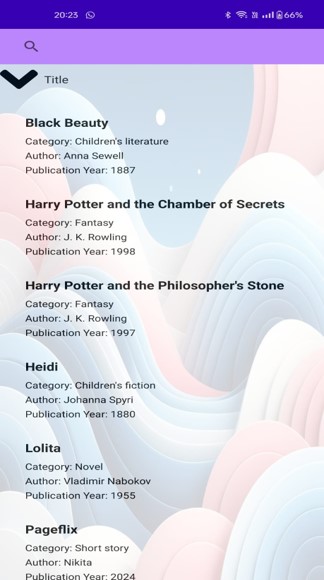 20:23 66%
Title
Black Beauty
Category: Children's literature
Author: Anna Sewell
Publication Year: 1887
Harry Potter and the Chamber of Secrets
Category: Fantasy
Author: J. K. Rowling
Publication Year: 1998
Harry Potter and the Philosopher's Stone
Category: Fantasy
Author: J. K. Rowling
Publication Year: 1997
Heidi
Category: Children's fiction
Author: Johanna Spyri
Publication Year: 1880
Lolita
Category: Novel
Author: Vladimir Nabokov
Publication Year: 1955
Pageflix
Category: Short story
Author: Nikita
Publication Year: 2024